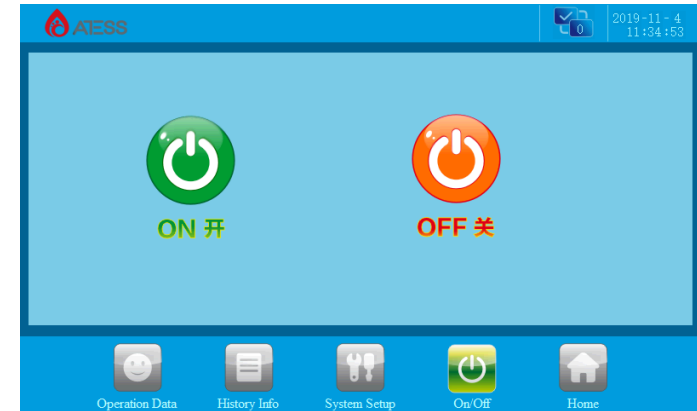 ATESS
0
2019-11- 4
11:34:53
ON 开
OFF 关
Operation Data
History Info
System Setup
On/Off
Home